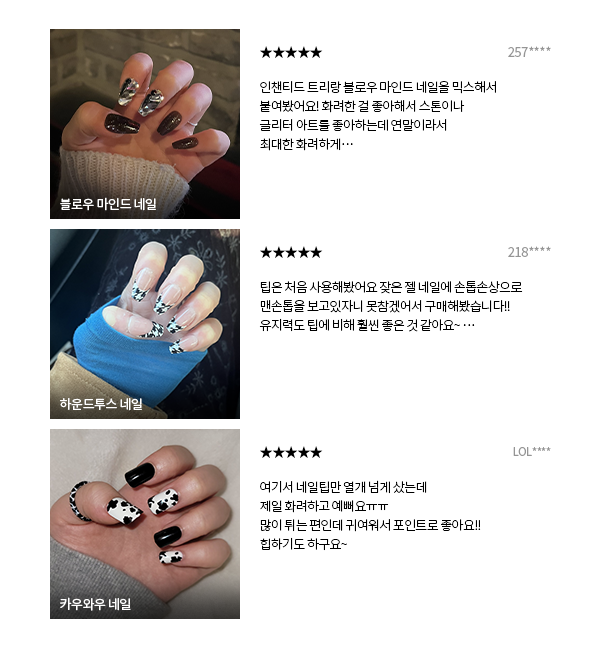 ★★★★★ 257****
인챈티드 트리랑 블로우 마인드 네일을 믹스해서
붙여봤어요! 화려한 걸 좋아해서 스톤이나
글리터 아트를 좋아하는데 연말이라서
최대한 화려하게…
블로우 마인드 네일
★★★★★ 218****
팁은 처음 사용해봤어요 잦은 젤 네일에 손톱손상으로
맨손톱을 보고있자니 못참겠어서 구매해봤습니다!!
유지력도 팁에 비해 훨씬 좋은 것 같아요~ …
하운드투스 네일
★★★★★ LOL****
여기서 네일팁만 열개 넘게 샀는데
제일 화려하고 예뻐요ㅠㅠ
많이 튀는 편인데 귀여워서 포인트로 좋아요!!
힙하기도 하구요~
카우와우 네일